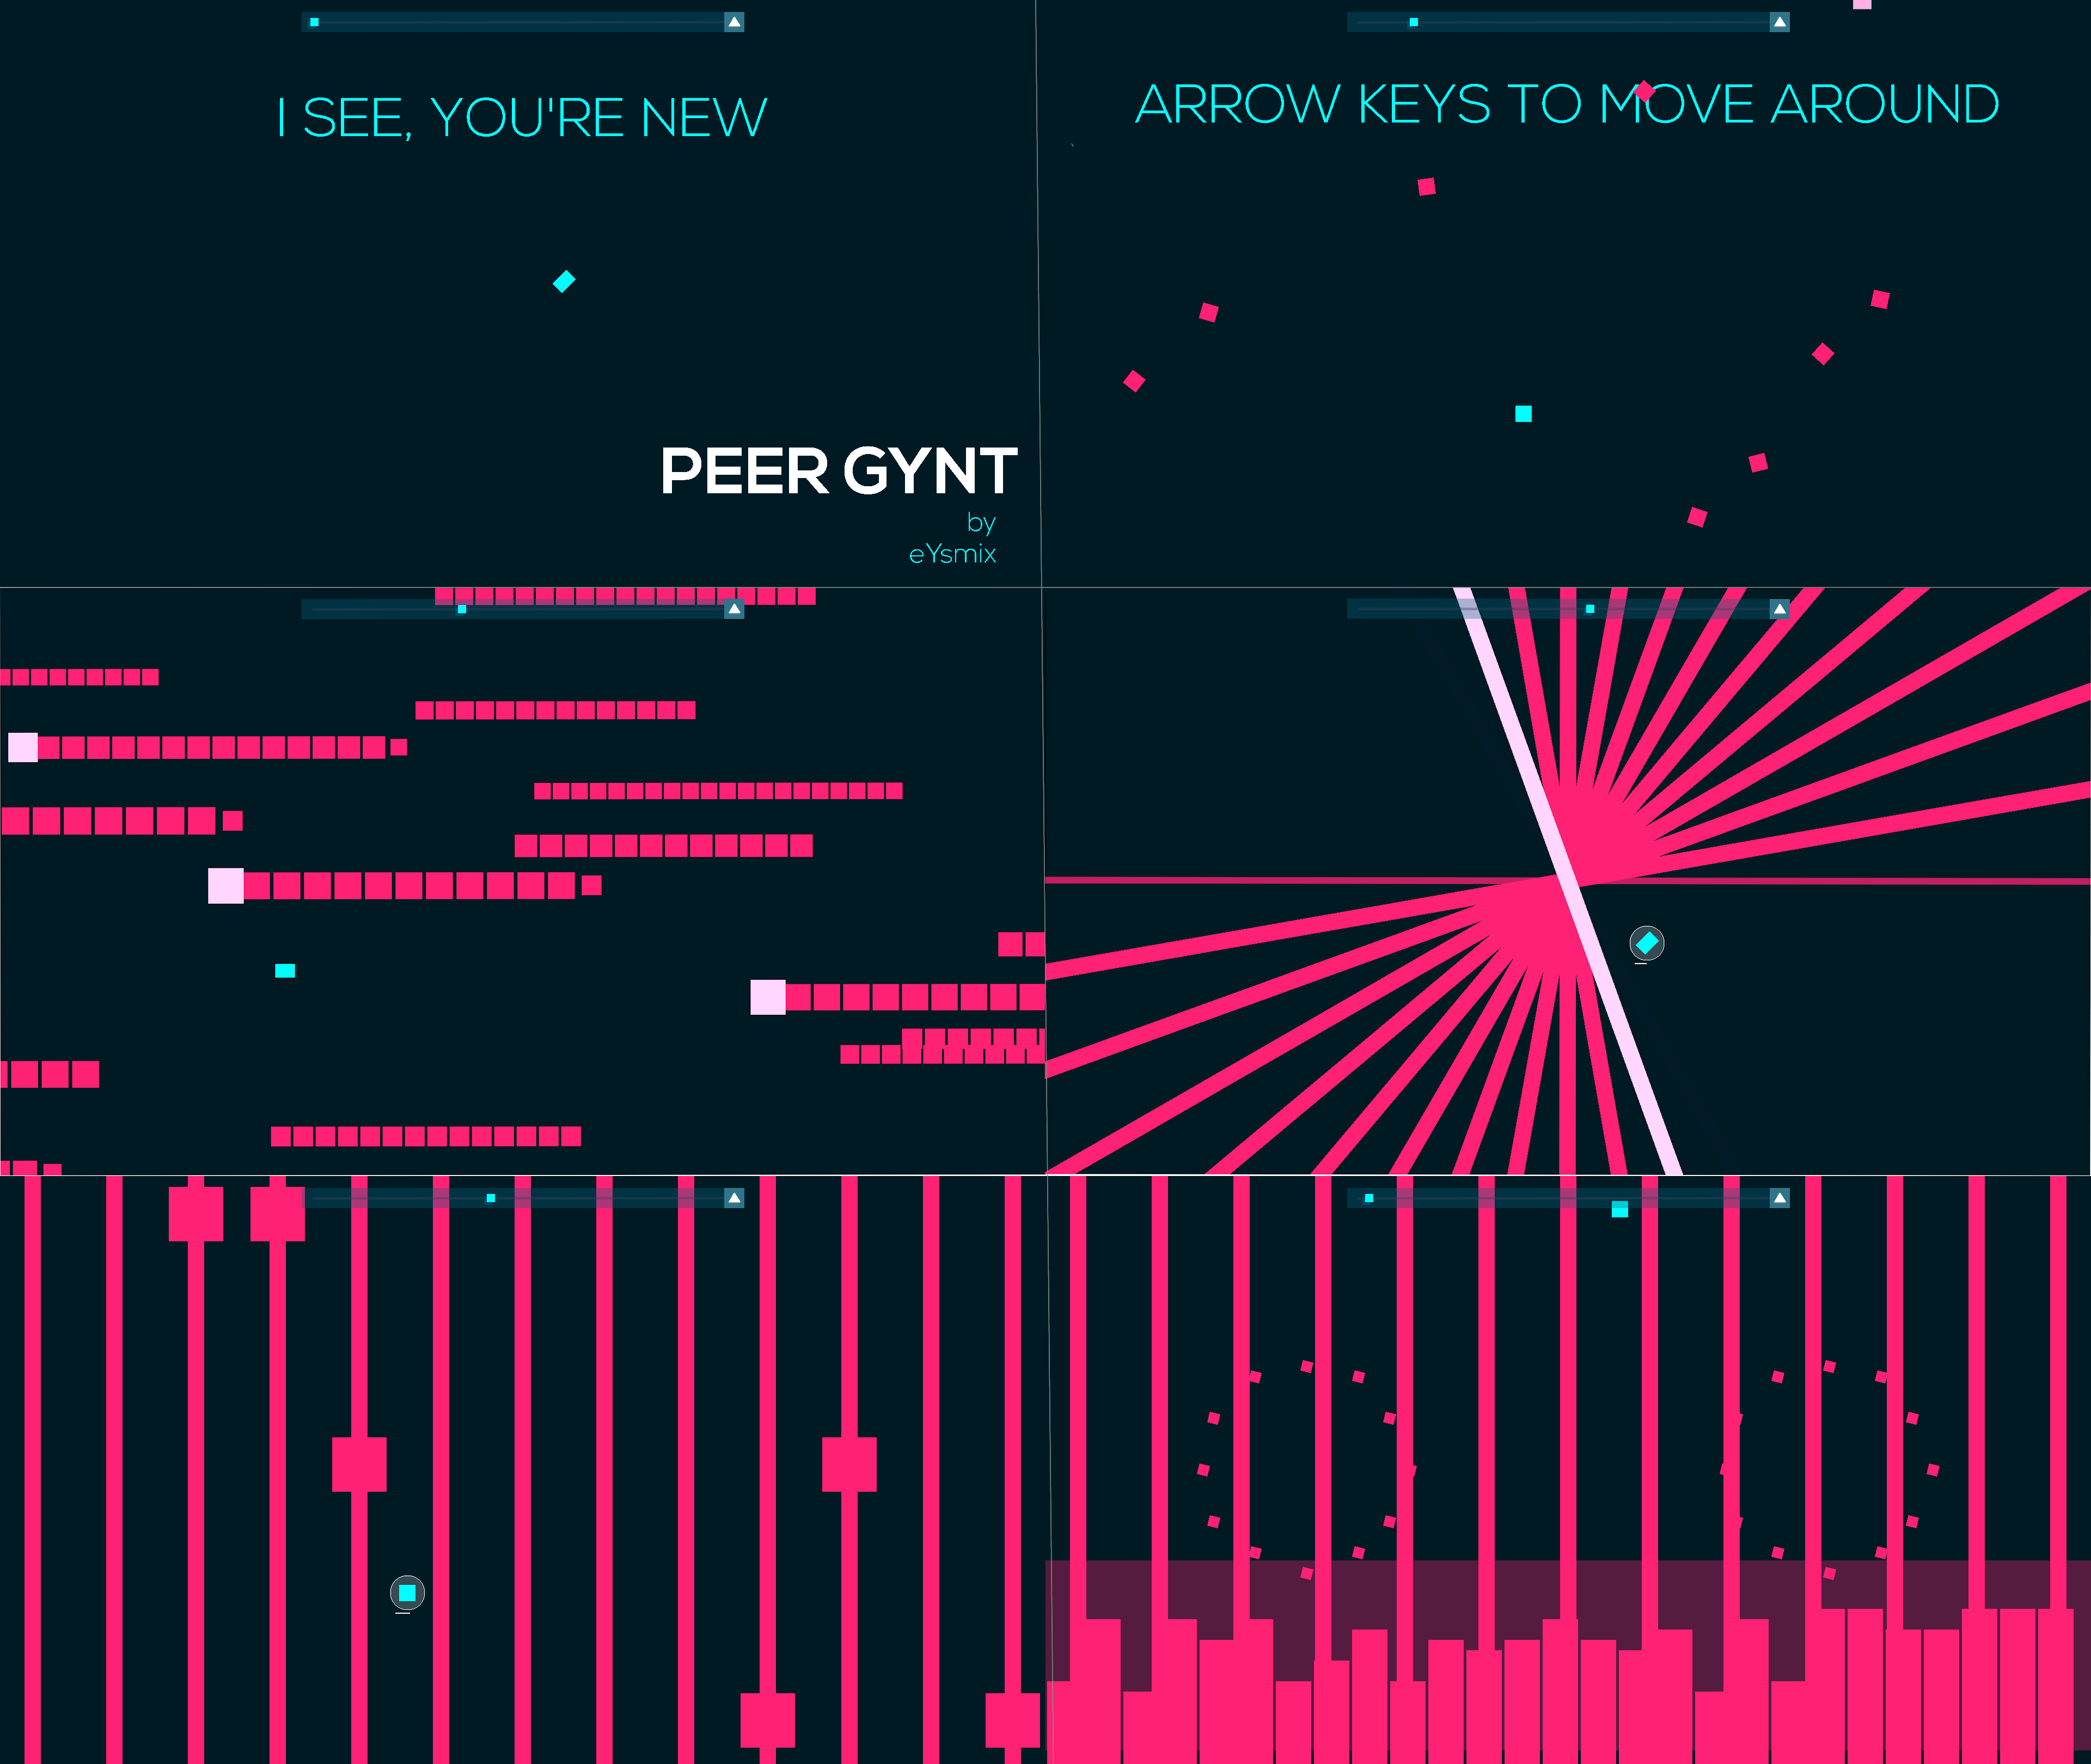 I SEE, YOU'RE NEW
PEER GYNT
by
eYsmix
ARROW KEYS TO MOVE AROUND